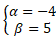 {α = −4
β = 5